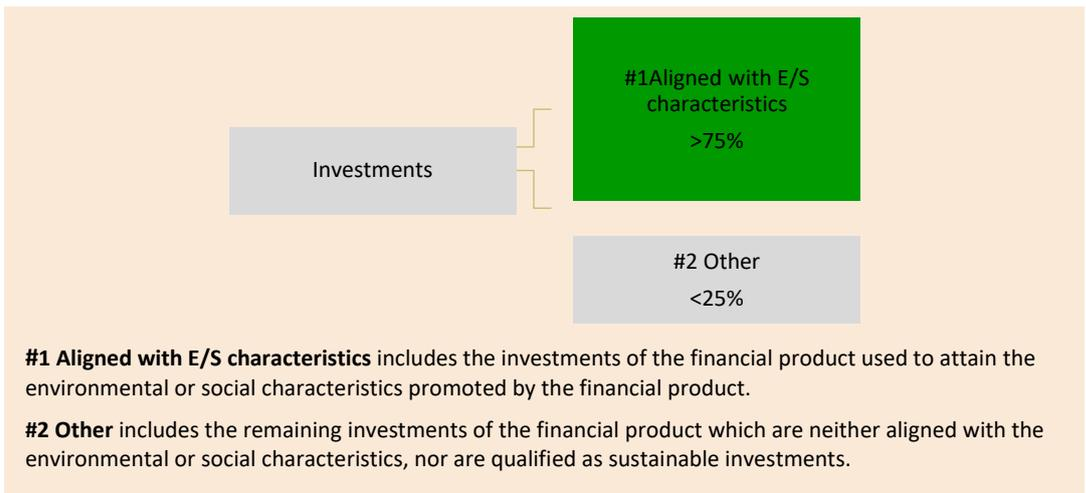 #1Aligned with E/S
characteristics
>75%
Investments
#2 Other
<25%
#1 Aligned with E/S characteristics includes the investments of the financial product used to attain the
environmental or social characteristics promoted by the financial product.
#2 Other includes the remaining investments of the financial product which are neither aligned with the
environmental or social characteristics, nor are qualified as sustainable investments.